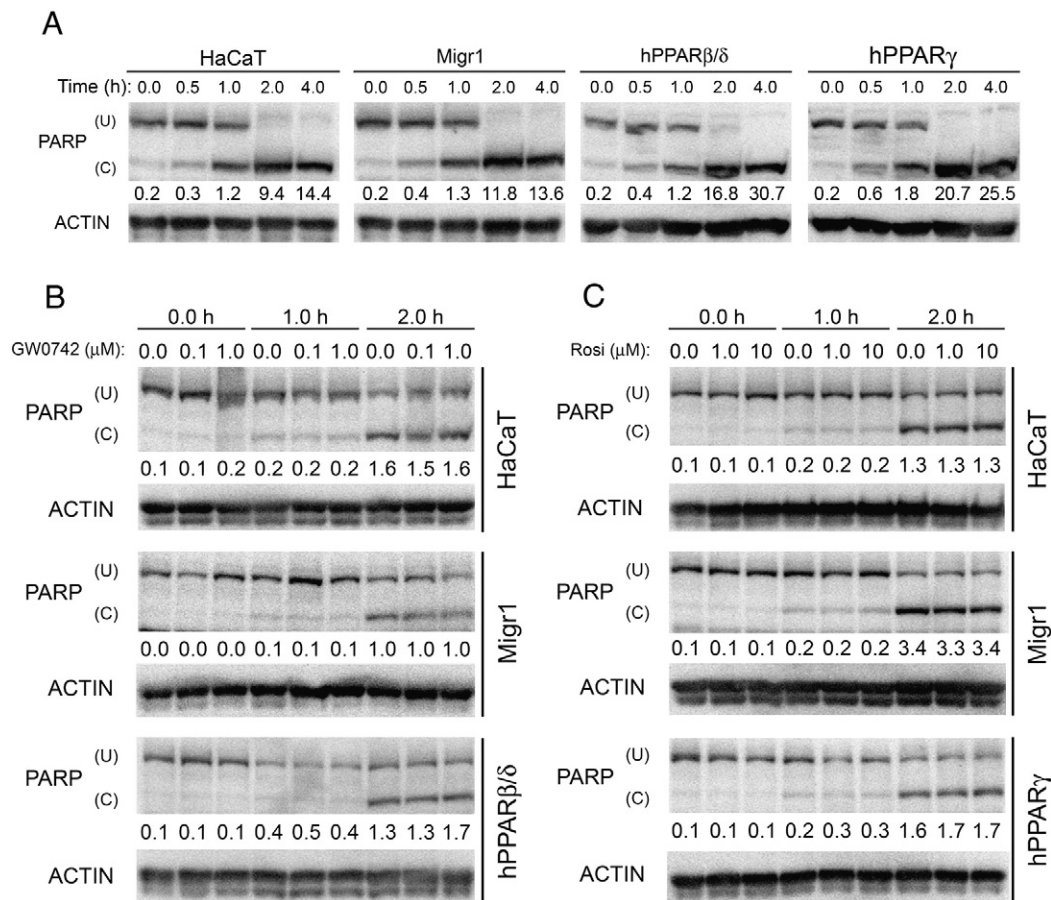 A
HaCaT Migr1 hPPARβ/δ hPPARγ
Time (h): 0.0 0.5 1.0 2.0 4.0 0.0 0.5 1.0 2.0 4.0 0.0 0.5 1.0 2.0 4.0 0.0 0.5 1.0 2.0 4.0
(U)
PARP
(C)
0.2 0.3 1.2 9.4 14.4 0.2 0.4 1.3 11.8 13.6 0.2 0.4 1.2 16.8 30.7 0.2 0.6 1.8 20.7 25.5
ACTIN
B
0.0 h 1.0 h 2.0 h
GW0742 (μM): 0.0 0.1 1.0 0.0 0.1 1.0 0.0 0.1 1.0
(U)
PARP
(C)
0.1 0.1 0.2 0.2 0.2 0.2 1.6 1.5 1.6
ACTIN
HaCaT
(U)
PARP
(C)
0.0 0.0 0.0 0.1 0.1 0.1 1.0 1.0 1.0
ACTIN
Migr1
(U)
PARP
(C)
0.1 0.1 0.1 0.4 0.5 0.4 1.3 1.3 1.7
ACTIN
hPPARβ/δ
C
0.0 h 1.0 h 2.0 h
Rosi (μM): 0.0 1.0 10 0.0 1.0 10 0.0 1.0 10
(U)
PARP
(C)
0.1 0.1 0.1 0.2 0.2 0.2 1.3 1.3 1.3
ACTIN
HaCaT
(U)
PARP
(C)
0.1 0.1 0.1 0.2 0.2 0.2 3.4 3.3 3.4
ACTIN
Migr1
(U)
PARP
(C)
0.1 0.1 0.1 0.2 0.3 0.3 1.6 1.7 1.7
ACTIN
hPPARγ